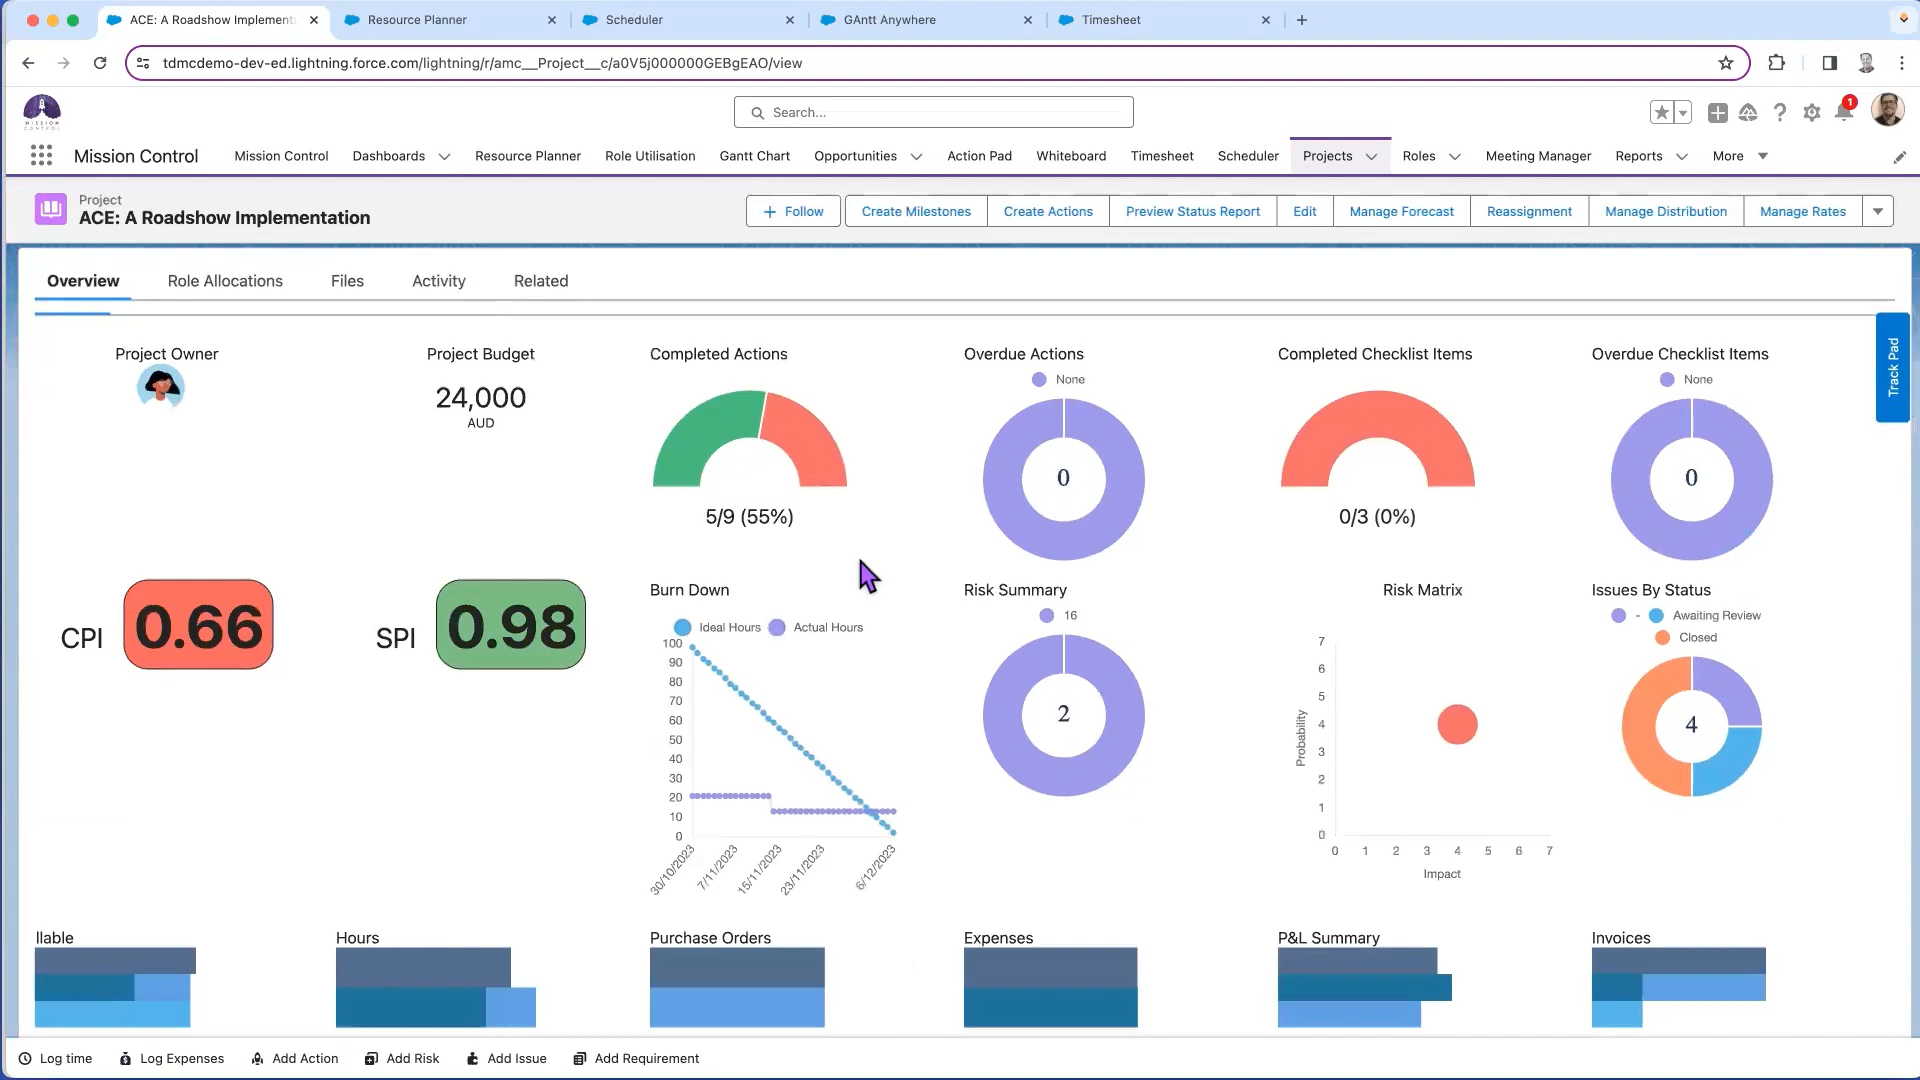 ACE: A Roadshow Implement
Resource Planner
Scheduler
GAntt Anywhere
Timesheet
tdmcdemo-dev-ed.lightning.force.com/lightning/r/amc__Project__c/a0V5j000000GEBgEAO/view
MISSION
CONTROL
Search...
1
Mission Control
Mission Control
Dashboards
Resource Planner
Role Utilisation
Gantt Chart
Opportunities
Action Pad
Whiteboard
Timesheet
Scheduler
Projects
Roles
Meeting Manager
Reports
More
Project
ACE: A Roadshow Implementation
Follow
Create Milestones
Create Actions
Preview Status Report
Edit
Manage Forecast
Reassignment
Manage Distribution
Manage Rates
Overview
Role Allocations
Files
Activity
Related
Track Pad
Project Owner
Project Budget
24,000
AUD
Completed Actions
5/9 (55%)
Overdue Actions
None
0
Completed Checklist Items
0/3 (0%)
Overdue Checklist Items
None
0
CPI
0.66
SPI
0.98
Burn Down
Ideal Hours
Actual Hours
100
90
80
70
60
50
40
30
20
10
0
30/10/2023
7/11/2023
15/11/2023
23/11/2023
6/12/2023
Risk Summary
16
2
Risk Matrix
Probability
7
6
5
4
3
2
1
0
0 1 2 3 4 5 6 7
Impact
Issues By Status
-
Awaiting Review
Closed
4
llable
Hours
Purchase Orders
Expenses
P&L Summary
Invoices
Log time
Log Expenses
Add Action
Add Risk
Add Issue
Add Requirement